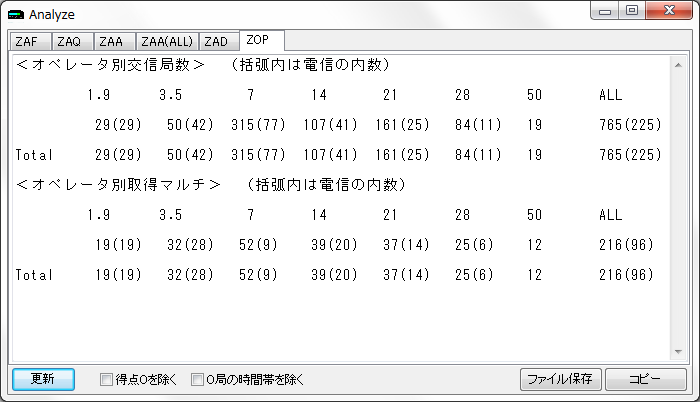 Analyze
ZAF ZAQ ZAA ZAA(ALL) ZAD ZOP
＜オペレータ別交信局数＞ （括弧内は電信の内数）
1.9 3.5 7 14 21 28 50 ALL
29(29) 50(42) 315(77) 107(41) 161(25) 84(11) 19 765(225)
Total 29(29) 50(42) 315(77) 107(41) 161(25) 84(11) 19 765(225)
＜オペレータ別取得マルチ＞ （括弧内は電信の内数）
1.9 3.5 7 14 21 28 50 ALL
19(19) 32(28) 52(9) 39(20) 37(14) 25(6) 12 216(96)
Total 19(19) 32(28) 52(9) 39(20) 37(14) 25(6) 12 216(96)
更新 得点0を除く 0局の時間帯を除く ファイル保存 コピー